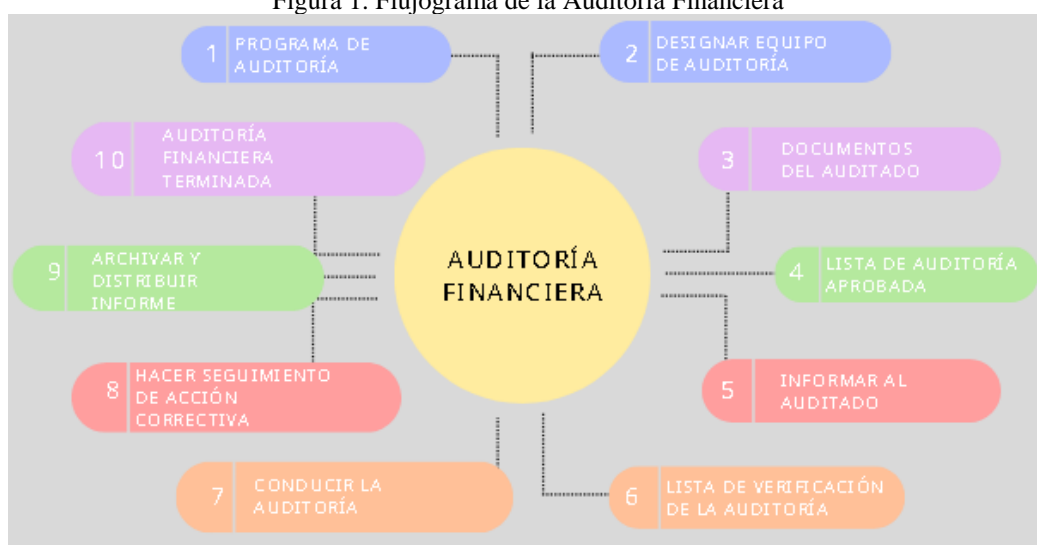 Figura 1. Flujograma de la Auditoría Financiera
1 PROGRAMA DE
AUDITORÍA
2 DESIGNAR EQUIPO
DE AUDITORÍA
3 DOCUMENTOS
DEL AUDITADO
4 LISTA DE AUDITORÍA
APROBADA
5 INFORMAR AL
AUDITADO
6 LISTA DE VERIFICACIÓN
DE LA AUDITORÍA
7 CONDUCIR LA
AUDITORÍA
8 HACER SEGUIMIENTO
DE ACCIÓN
CORRECTIVA
9 ARCHIVAR Y
DISTRIBUIR
INFORME
10 AUDITORÍA
FINANCIERA
TERMINADA
AUDITORÍA
FINANCIERA